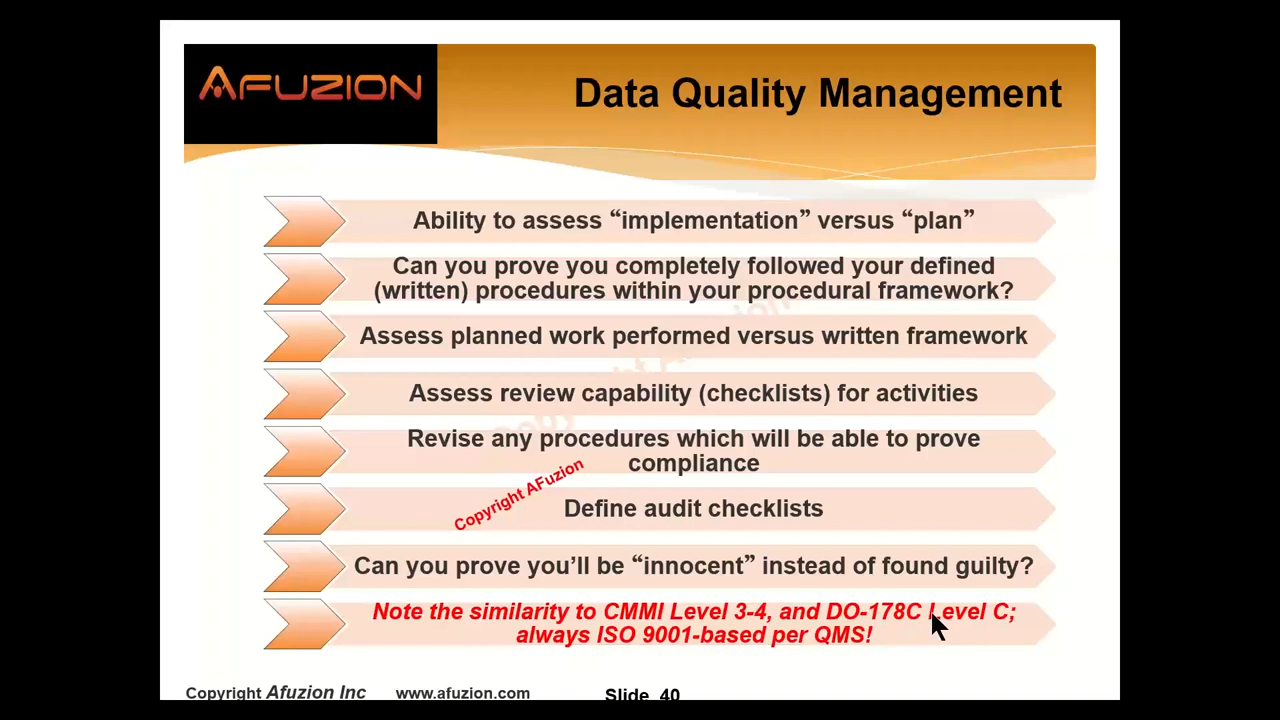 AFUZION
Data Quality Management
Ability to assess “implementation” versus “plan”
Can you prove you completely followed your defined
(written) procedures within your procedural framework?
Assess planned work performed versus written framework
Assess review capability (checklists) for activities
Revise any procedures which will be able to prove
compliance
Copyright AFuzion
Define audit checklists
Can you prove you’ll be “innocent” instead of found guilty?
Note the similarity to CMMI Level 3-4, and DO-178C Level C;
always ISO 9001-based per QMS!
Copyright Afuzion Inc www.afuzion.com Slide 40
Copyright AFuzion